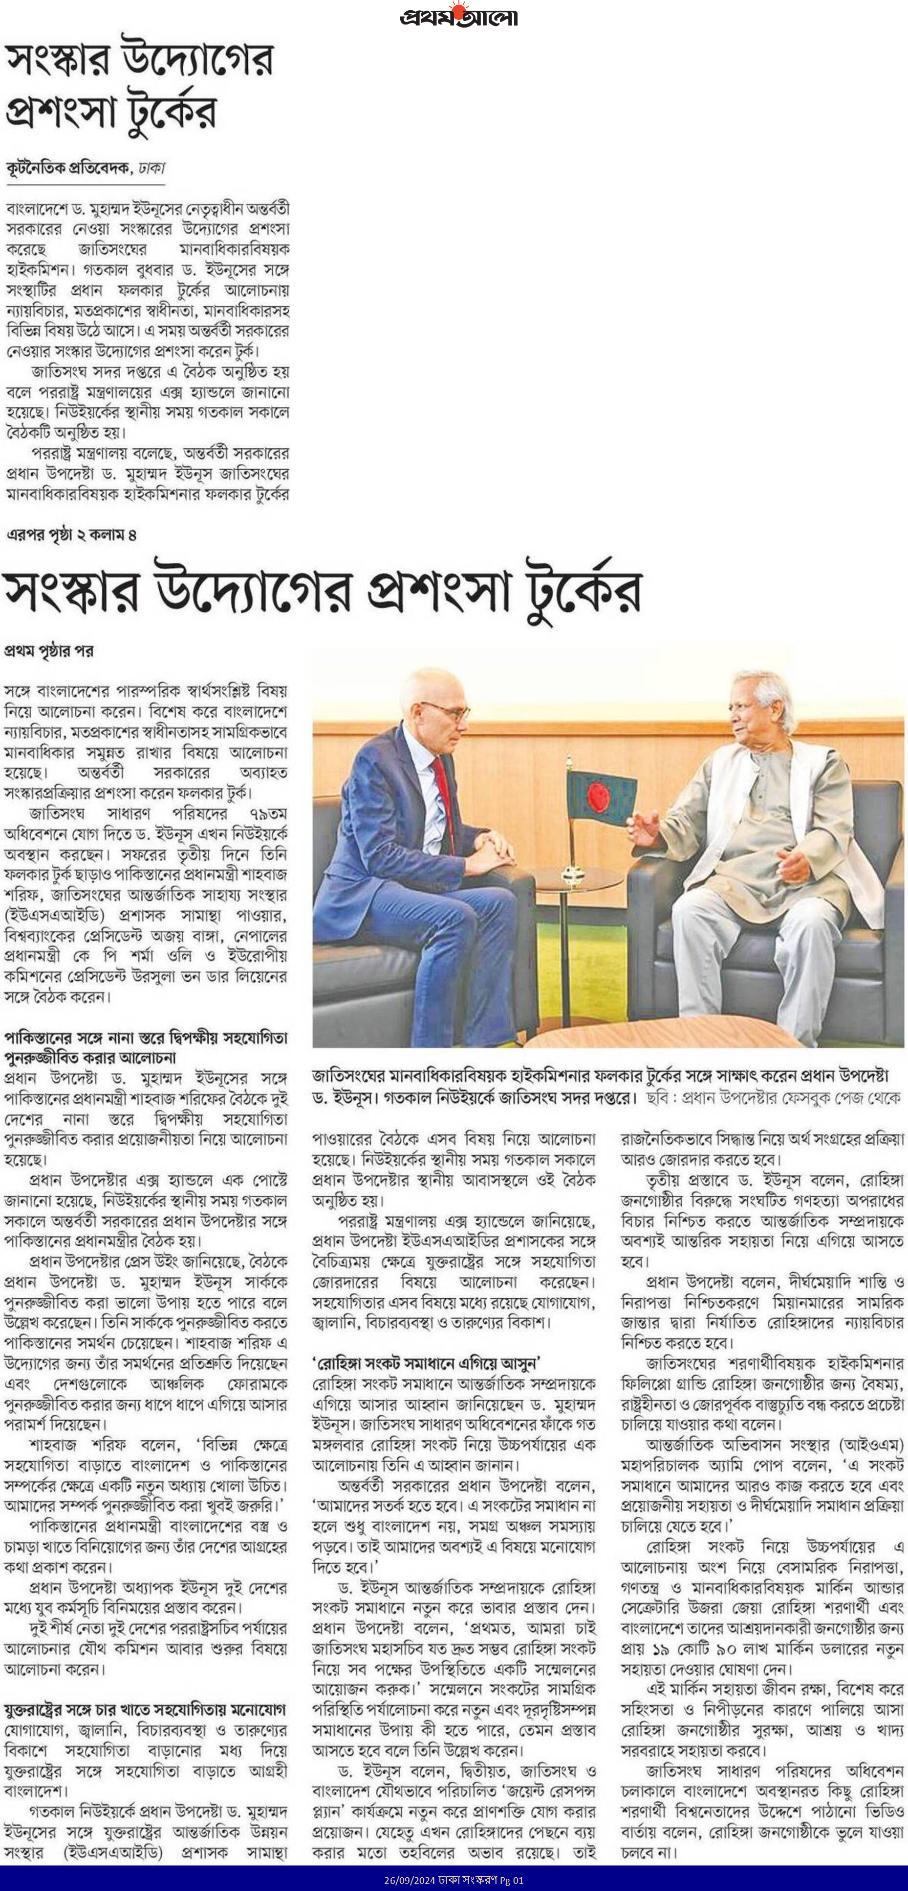 প্রথম আলো
সংস্কার উদ্যোগের
প্রশংসা টুর্কের
কূটনৈতিক প্রতিবেদক, ঢাকা
বাংলাদেশে ড. মুহাম্মদ ইউনূসের নেতৃত্বাধীন অন্তর্বর্তী
সরকারের নেওয়া সংস্কারের উদ্যোগের প্রশংসা
করেছে জাতিসংঘের মানবাধিকারবিষয়ক
হাইকমিশন। গতকাল বুধবার ড. ইউনূসের সঙ্গে
সংস্থাটির প্রধান ফলকার টুর্কের আলোচনায়
ন্যায়বিচার, মতপ্রকাশের স্বাধীনতা, মানবাধিকারসহ
বিভিন্ন বিষয় উঠে আসে। এ সময় অন্তর্বর্তী সরকারের
নেওয়ার সংস্কার উদ্যোগের প্রশংসা করেন টুর্ক।
জাতিসংঘ সদর দপ্তরে এ বৈঠক অনুষ্ঠিত হয়
বলে পররাষ্ট্র মন্ত্রণালয়ের এক্স হ্যান্ডলে জানানো
হয়েছে। নিউইয়র্কের স্থানীয় সময় গতকাল সকালে
বৈঠকটি অনুষ্ঠিত হয়।
পররাষ্ট্র মন্ত্রণালয় বলেছে, অন্তর্বর্তী সরকারের
প্রধান উপদেষ্টা ড. মুহাম্মদ ইউনূস জাতিসংঘের
মানবাধিকারবিষয়ক হাইকমিশনার ফলকার টুর্কের
এরপর পৃষ্ঠা ২ কলাম ৪
সংস্কার উদ্যোগের প্রশংসা টুর্কের
প্রথম পৃষ্ঠার পর
সঙ্গে বাংলাদেশের পারস্পরিক স্বার্থসংশ্লিষ্ট বিষয়
নিয়ে আলোচনা করেন। বিশেষ করে বাংলাদেশে
ন্যায়বিচার, মতপ্রকাশের স্বাধীনতাসহ সামগ্রিকভাবে
মানবাধিকার সমুন্নত রাখার বিষয়ে আলোচনা
হয়েছে। অন্তর্বর্তী সরকারের অব্যাহত
সংস্কারপ্রক্রিয়ার প্রশংসা করেন ফলকার টুর্ক।
জাতিসংঘ সাধারণ পরিষদের ৭৯তম
অধিবেশনে যোগ দিতে ড. ইউনূস এখন নিউইয়র্কে
অবস্থান করছেন। সফরের তৃতীয় দিনে তিনি
ফলকার টুর্ক ছাড়াও পাকিস্তানের প্রধানমন্ত্রী শাহবাজ
শরিফ, জাতিসংঘের আন্তর্জাতিক সাহায্য সংস্থার
(ইউএসএআইডি) প্রশাসক সামান্থা পাওয়ার,
বিশ্বব্যাংকের প্রেসিডেন্ট অজয় বাঙ্গা, নেপালের
প্রধানমন্ত্রী কে পি শর্মা ওলি ও ইউরোপীয়
কমিশনের প্রেসিডেন্ট উরসুলা ভন ডার লিয়েনের
সঙ্গে বৈঠক করেন।
পাকিস্তানের সঙ্গে নানা স্তরে দ্বিপক্ষীয় সহযোগিতা
পুনরুজ্জীবিত করার আলোচনা
প্রধান উপদেষ্টা ড. মুহাম্মদ ইউনূসের সঙ্গে
পাকিস্তানের প্রধানমন্ত্রী শাহবাজ শরিফের বৈঠকে দুই
দেশের নানা স্তরে দ্বিপক্ষীয় সহযোগিতা
পুনরুজ্জীবিত করার প্রয়োজনীয়তা নিয়ে আলোচনা
হয়েছে।
প্রধান উপদেষ্টার এক্স হ্যান্ডলে এক পোস্টে
জানানো হয়েছে, নিউইয়র্কের স্থানীয় সময় গতকাল
সকালে অন্তর্বর্তী সরকারের প্রধান উপদেষ্টার সঙ্গে
পাকিস্তানের প্রধানমন্ত্রীর বৈঠক হয়।
প্রধান উপদেষ্টার প্রেস উইং জানিয়েছে, বৈঠকে
প্রধান উপদেষ্টা ড. মুহাম্মদ ইউনূস সার্ককে
পুনরুজ্জীবিত করা ভালো উপায় হতে পারে বলে
উল্লেখ করেছেন। তিনি সার্ককে পুনরুজ্জীবিত করতে
পাকিস্তানের সমর্থন চেয়েছেন। শাহবাজ শরিফ এ
উদ্যোগের জন্য তাঁর সমর্থনের প্রতিশ্রুতি দিয়েছেন
এবং দেশগুলোকে আঞ্চলিক ফোরামকে
পুনরুজ্জীবিত করার জন্য ধাপে ধাপে এগিয়ে আসার
পরামর্শ দিয়েছেন।
শাহবাজ শরিফ বলেন, ‘বিভিন্ন ক্ষেত্রে
সহযোগিতা বাড়াতে বাংলাদেশ ও পাকিস্তানের
সম্পর্কের ক্ষেত্রে একটি নতুন অধ্যায় খোলা উচিত।
আমাদের সম্পর্ক পুনরুজ্জীবিত করা খুবই জরুরি।’
পাকিস্তানের প্রধানমন্ত্রী বাংলাদেশের বস্ত্র ও
চামড়া খাতে বিনিয়োগের জন্য তাঁর দেশের আগ্রহের
কথা প্রকাশ করেন।
প্রধান উপদেষ্টা অধ্যাপক ইউনূস দুই দেশের
মধ্যে যুব কর্মসূচি বিনিময়ের প্রস্তাব করেন।
দুই শীর্ষ নেতা দুই দেশের পররাষ্ট্রসচিব পর্যায়ের
আলোচনার যৌথ কমিশন আবার শুরুর বিষয়ে
আলোচনা করেন।
যুক্তরাষ্ট্রের সঙ্গে চার খাতে সহযোগিতায় মনোযোগ
যোগাযোগ, জ্বালানি, বিচারব্যবস্থা ও তারুণ্যের
বিকাশে সহযোগিতা বাড়ানোর মধ্য দিয়ে
যুক্তরাষ্ট্রের সঙ্গে সহযোগিতা বাড়াতে আগ্রহী
বাংলাদেশ।
গতকাল নিউইয়র্কে প্রধান উপদেষ্টা ড. মুহাম্মদ
ইউনূসের সঙ্গে যুক্তরাষ্ট্রের আন্তর্জাতিক উন্নয়ন
সংস্থার (ইউএসএআইডি) প্রশাসক সামান্থা
জাতিসংঘের মানবাধিকারবিষয়ক হাইকমিশনার ফলকার টুর্কের সঙ্গে সাক্ষাৎ করেন প্রধান উপদেষ্টা
ড. ইউনূস। গতকাল নিউইয়র্কে জাতিসংঘ সদর দপ্তরে। ছবি : প্রধান উপদেষ্টার ফেসবুক পেজ থেকে
পাওয়ারের বৈঠকে এসব বিষয় নিয়ে আলোচনা
হয়েছে। নিউইয়র্কের স্থানীয় সময় গতকাল সকালে
প্রধান উপদেষ্টার স্থানীয় আবাসস্থলে ওই বৈঠক
অনুষ্ঠিত হয়।
পররাষ্ট্র মন্ত্রণালয় এক্স হ্যান্ডেলে জানিয়েছে,
প্রধান উপদেষ্টা ইউএসএআইডির প্রশাসকের সঙ্গে
বৈচিত্র্যময় ক্ষেত্রে যুক্তরাষ্ট্রের সঙ্গে সহযোগিতা
জোরদারের বিষয়ে আলোচনা করেছেন।
সহযোগিতার এসব বিষয়ে মধ্যে রয়েছে যোগাযোগ,
জ্বালানি, বিচারব্যবস্থা ও তারুণ্যের বিকাশ।
‘রোহিঙ্গা সংকট সমাধানে এগিয়ে আসুন’
রোহিঙ্গা সংকট সমাধানে আন্তর্জাতিক সম্প্রদায়কে
এগিয়ে আসার আহ্বান জানিয়েছেন ড. মুহাম্মদ
ইউনূস। জাতিসংঘ সাধারণ অধিবেশনের ফাঁকে গত
মঙ্গলবার রোহিঙ্গা সংকট নিয়ে উচ্চপর্যায়ের এক
আলোচনায় তিনি এ আহ্বান জানান।
অন্তর্বর্তী সরকারের প্রধান উপদেষ্টা বলেন,
‘আমাদের সতর্ক হতে হবে। এ সংকটের সমাধান না
হলে শুধু বাংলাদেশ নয়, সমগ্র অঞ্চল সমস্যায়
পড়বে। তাই আমাদের অবশ্যই এ বিষয়ে মনোযোগ
দিতে হবে।’
ড. ইউনূস আন্তর্জাতিক সম্প্রদায়কে রোহিঙ্গা
সংকট সমাধানে নতুন করে ভাবার প্রস্তাব দেন।
প্রধান উপদেষ্টা বলেন, ‘প্রথমত, আমরা চাই
জাতিসংঘ মহাসচিব যত দ্রুত সম্ভব রোহিঙ্গা সংকট
নিয়ে সব পক্ষের উপস্থিতিতে একটি সম্মেলনের
আয়োজন করুক।’ সম্মেলনে সংকটের সামগ্রিক
পরিস্থিতি পর্যালোচনা করে নতুন এবং দূরদৃষ্টিসম্পন্ন
সমাধানের উপায় কী হতে পারে, তেমন প্রস্তাব
আসতে হবে বলে তিনি উল্লেখ করেন।
ড. ইউনূস বলেন, দ্বিতীয়ত, জাতিসংঘ ও
বাংলাদেশ যৌথভাবে পরিচালিত ‘জয়েন্ট রেসপন্স
প্ল্যান’ কার্যক্রমে নতুন করে প্রাণশক্তি যোগ করার
প্রয়োজন। যেহেতু এখন রোহিঙ্গাদের পেছনে ব্যয়
করার মতো তহবিলের অভাব রয়েছে। তাই
রাজনৈতিকভাবে সিদ্ধান্ত নিয়ে অর্থ সংগ্রহের প্রক্রিয়া
আরও জোরদার করতে হবে।
তৃতীয় প্রস্তাবে ড. ইউনূস বলেন, রোহিঙ্গা
জনগোষ্ঠীর বিরুদ্ধে সংঘটিত গণহত্যা অপরাধের
বিচার নিশ্চিত করতে আন্তর্জাতিক সম্প্রদায়কে
অবশ্যই আন্তরিক সহায়তা নিয়ে এগিয়ে আসতে
হবে।
প্রধান উপদেষ্টা বলেন, দীর্ঘমেয়াদি শান্তি ও
নিরাপত্তা নিশ্চিতকরণে মিয়ানমারের সামরিক
জান্তার দ্বারা নির্যাতিত রোহিঙ্গাদের ন্যায়বিচার
নিশ্চিত করতে হবে।
জাতিসংঘের শরণার্থীবিষয়ক হাইকমিশনার
ফিলিপ্পো গ্রান্ডি রোহিঙ্গা জনগোষ্ঠীর জন্য বৈষম্য,
রাষ্ট্রহীনতা ও জোরপূর্বক বাস্তুচ্যুতি বন্ধ করতে প্রচেষ্টা
চালিয়ে যাওয়ার কথা বলেন।
আন্তর্জাতিক অভিবাসন সংস্থার (আইওএম)
মহাপরিচালক অ্যামি পোপ বলেন, ‘এ সংকট
সমাধানে আমাদের আরও কাজ করতে হবে এবং
প্রয়োজনীয় সহায়তা ও দীর্ঘমেয়াদি সমাধান প্রক্রিয়া
চালিয়ে যেতে হবে।’
রোহিঙ্গা সংকট নিয়ে উচ্চপর্যায়ের এ
আলোচনায় অংশ নিয়ে বেসামরিক নিরাপত্তা,
গণতন্ত্র ও মানবাধিকারবিষয়ক মার্কিন আন্ডার
সেক্রেটারি উজরা জেয়া রোহিঙ্গা শরণার্থী এবং
বাংলাদেশে তাদের আশ্রয়দানকারী জনগোষ্ঠীর জন্য
প্রায় ১৯ কোটি ৯০ লাখ মার্কিন ডলারের নতুন
সহায়তা দেওয়ার ঘোষণা দেন।
এই মার্কিন সহায়তা জীবন রক্ষা, বিশেষ করে
সহিংসতা ও নিপীড়নের কারণে পালিয়ে আসা
রোহিঙ্গা জনগোষ্ঠীর সুরক্ষা, আশ্রয় ও খাদ্য
সরবরাহে সহায়তা করবে।
জাতিসংঘ সাধারণ পরিষদের অধিবেশন
চলাকালে বাংলাদেশে অবস্থানরত কিছু রোহিঙ্গা
শরণার্থী বিশ্বনেতাদের উদ্দেশে পাঠানো ভিডিও
বার্তায় বলেন, রোহিঙ্গা জনগোষ্ঠীকে ভুলে যাওয়া
চলবে না।
26/09/2024 ঢাকা সংস্করণ Pg 01